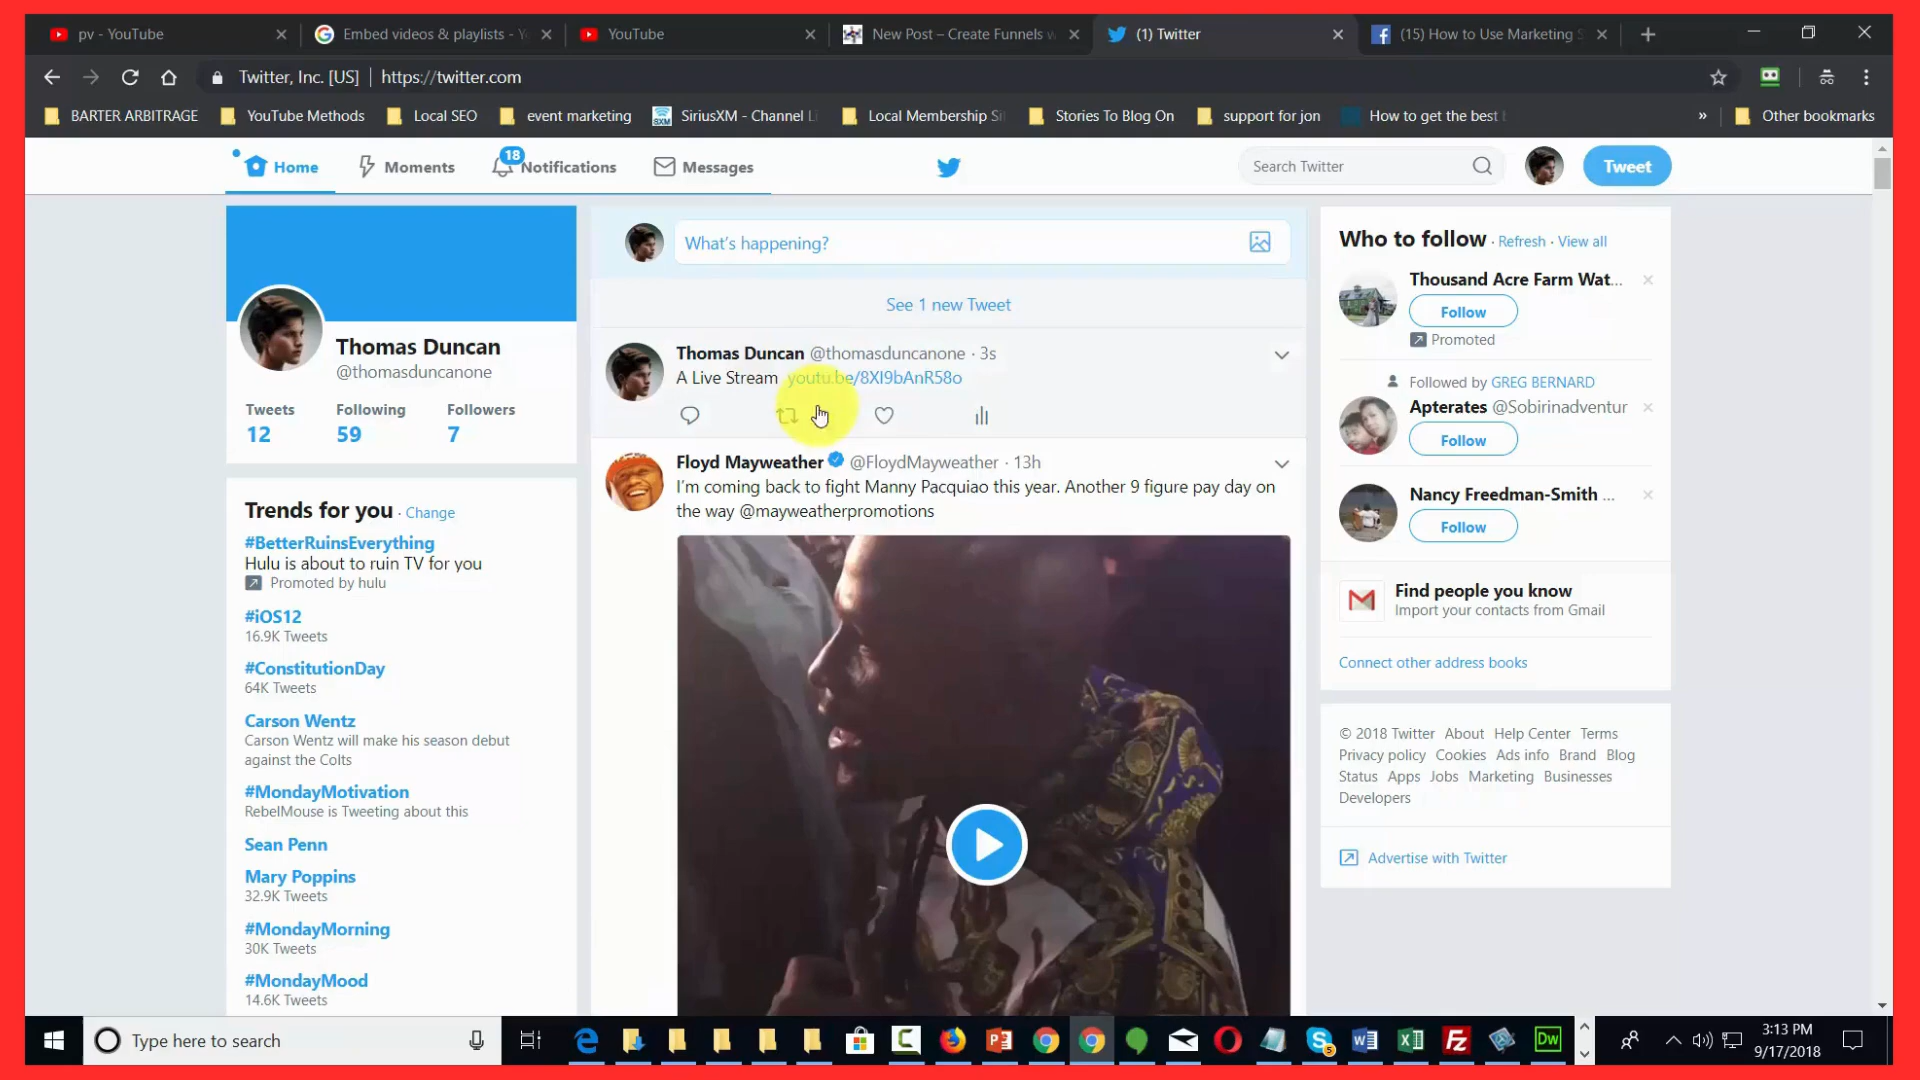 pv - YouTube
Embed videos & playlists - Y
YouTube
New Post – Create Funnels w
(1) Twitter
(15) How to Use Marketing S
Twitter, Inc. [US] | https://twitter.com
BARTER ARBITRAGE
YouTube Methods
Local SEO
event marketing
SiriusXM - Channel Li
Local Membership Si
Stories To Blog On
support for jon
How to get the best
»
Other bookmarks
Home
Moments
18
Notifications
Messages
Search Twitter
Tweet
Thomas Duncan
@thomasduncanone
Tweets Following Followers
12 59 7
Trends for you · Change
#BetterRuinsEverything
Hulu is about to ruin TV for you
Promoted by hulu
#iOS12
16.9K Tweets
#ConstitutionDay
64K Tweets
Carson Wentz
Carson Wentz will make his season debut
against the Colts
#MondayMotivation
RebelMouse is Tweeting about this
Sean Penn
Mary Poppins
32.9K Tweets
#MondayMorning
30K Tweets
#MondayMood
14.6K Tweets
What's happening?
See 1 new Tweet
Thomas Duncan @thomasduncanone · 3s
A Live Stream youtu.be/8XI9bAnR58o
Floyd Mayweather @FloydMayweather · 13h
I'm coming back to fight Manny Pacquiao this year. Another 9 figure pay day on
the way @mayweatherpromotions
Who to follow · Refresh · View all
Thousand Acre Farm Wat...
Follow
Promoted
Followed by GREG BERNARD
Apterates @Sobirinadventur
Follow
Nancy Freedman-Smith ...
Follow
Find people you know
Import your contacts from Gmail
Connect other address books
© 2018 Twitter About Help Center Terms
Privacy policy Cookies Ads info Brand Blog
Status Apps Jobs Marketing Businesses
Developers
Advertise with Twitter
Type here to search
5
Dw
3:13 PM
9/17/2018